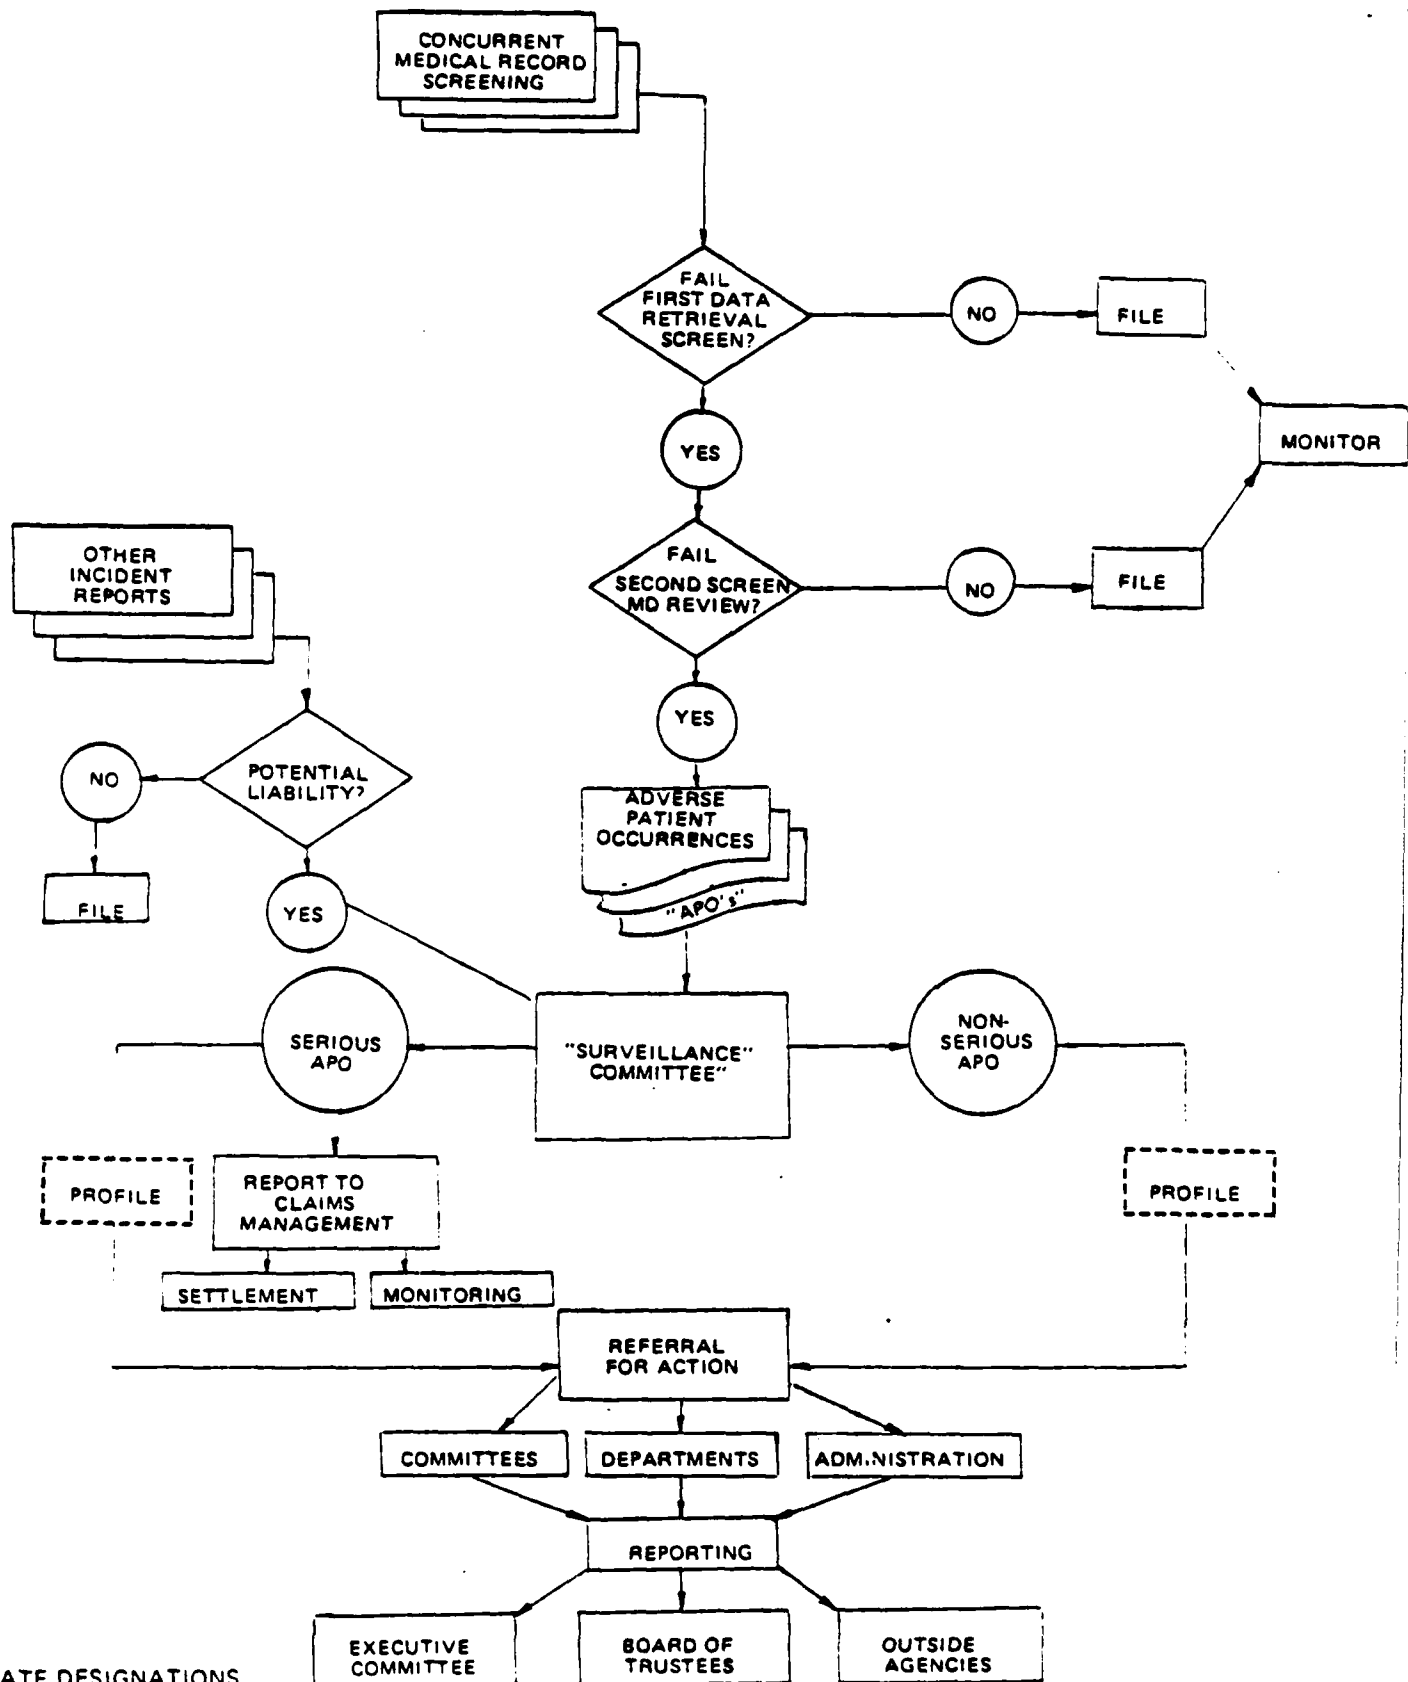 CONCURRENT
MEDICAL RECORD
SCREENING
FAIL
FIRST DATA
RETRIEVAL
SCREEN?
NO
FILE
YES
MONITOR
FAIL
SECOND SCREEN
MD REVIEW?
NO
FILE
OTHER
INCIDENT
REPORTS
YES
POTENTIAL
LIABILITY?
NO
FILE
YES
ADVERSE
PATIENT
OCCURRENCES
"APO's"
SERIOUS
APO
"SURVEILLANCE"
COMMITTEE"
NON-
SERIOUS
APO
PROFILE
REPORT TO
CLAIMS
MANAGEMENT
PROFILE
SETTLEMENT
MONITORING
REFERRAL
FOR ACTION
COMMITTEES
DEPARTMENTS
ADMINISTRATION
REPORTING
EXECUTIVE
COMMITTEE
BOARD OF
TRUSTEES
OUTSIDE
AGENCIES
ATE DESIGNATIONS